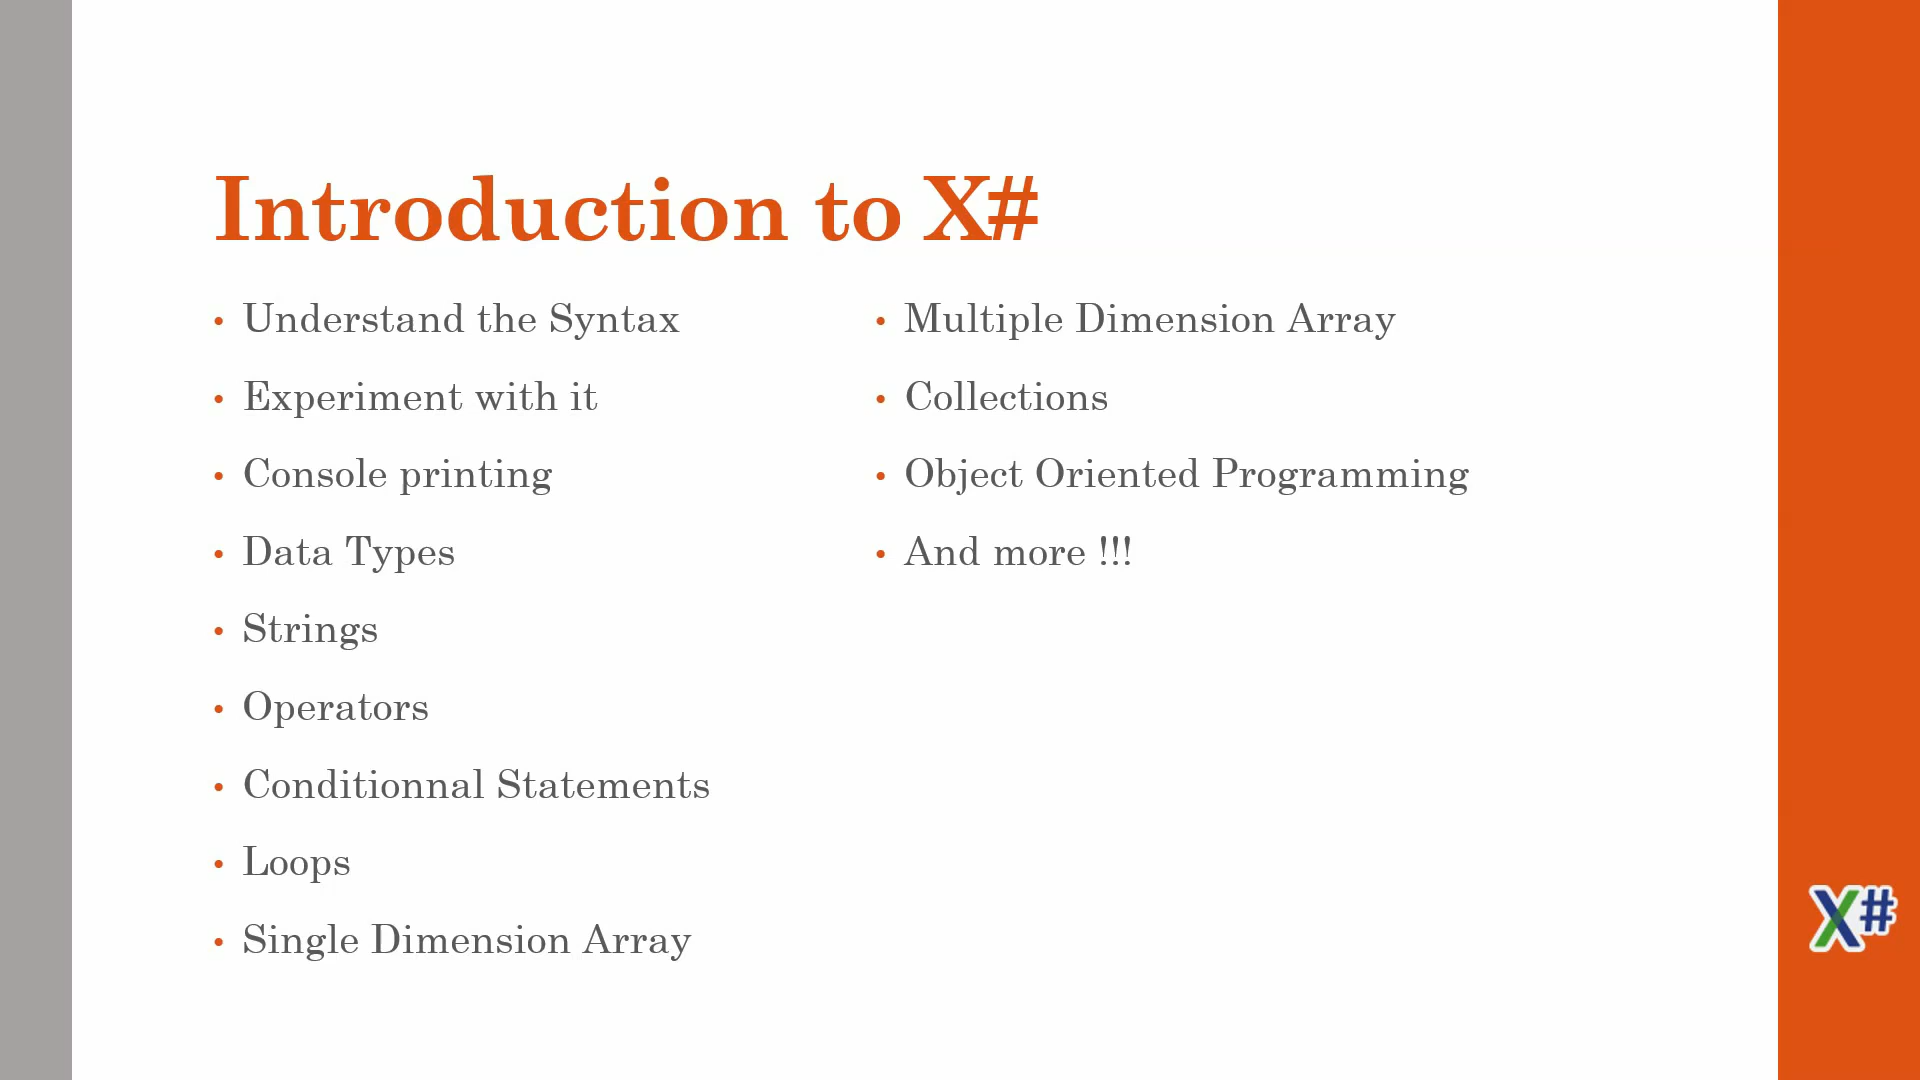 Introduction to X#
• Understand the Syntax
• Experiment with it
• Console printing
• Data Types
• Strings
• Operators
• Conditionnal Statements
• Loops
• Single Dimension Array
• Multiple Dimension Array
• Collections
• Object Oriented Programming
• And more !!!
X#